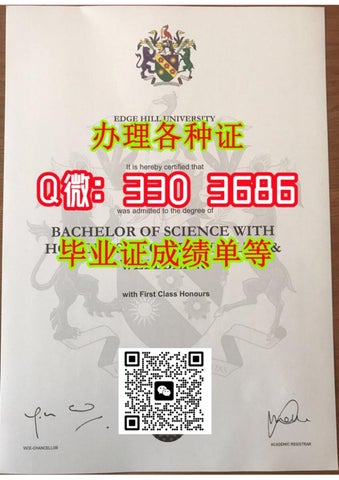 EDGE HILL UNIVERSITY
办理各种证
It is hereby certified that
Q微：330 3686
was admitted to the degree of
BACHELOR OF SCIENCE WITH
毕业证成绩单等
&
with First Class Honours
VICE-CHANCELLOR
ACADEMIC REGISTRAR